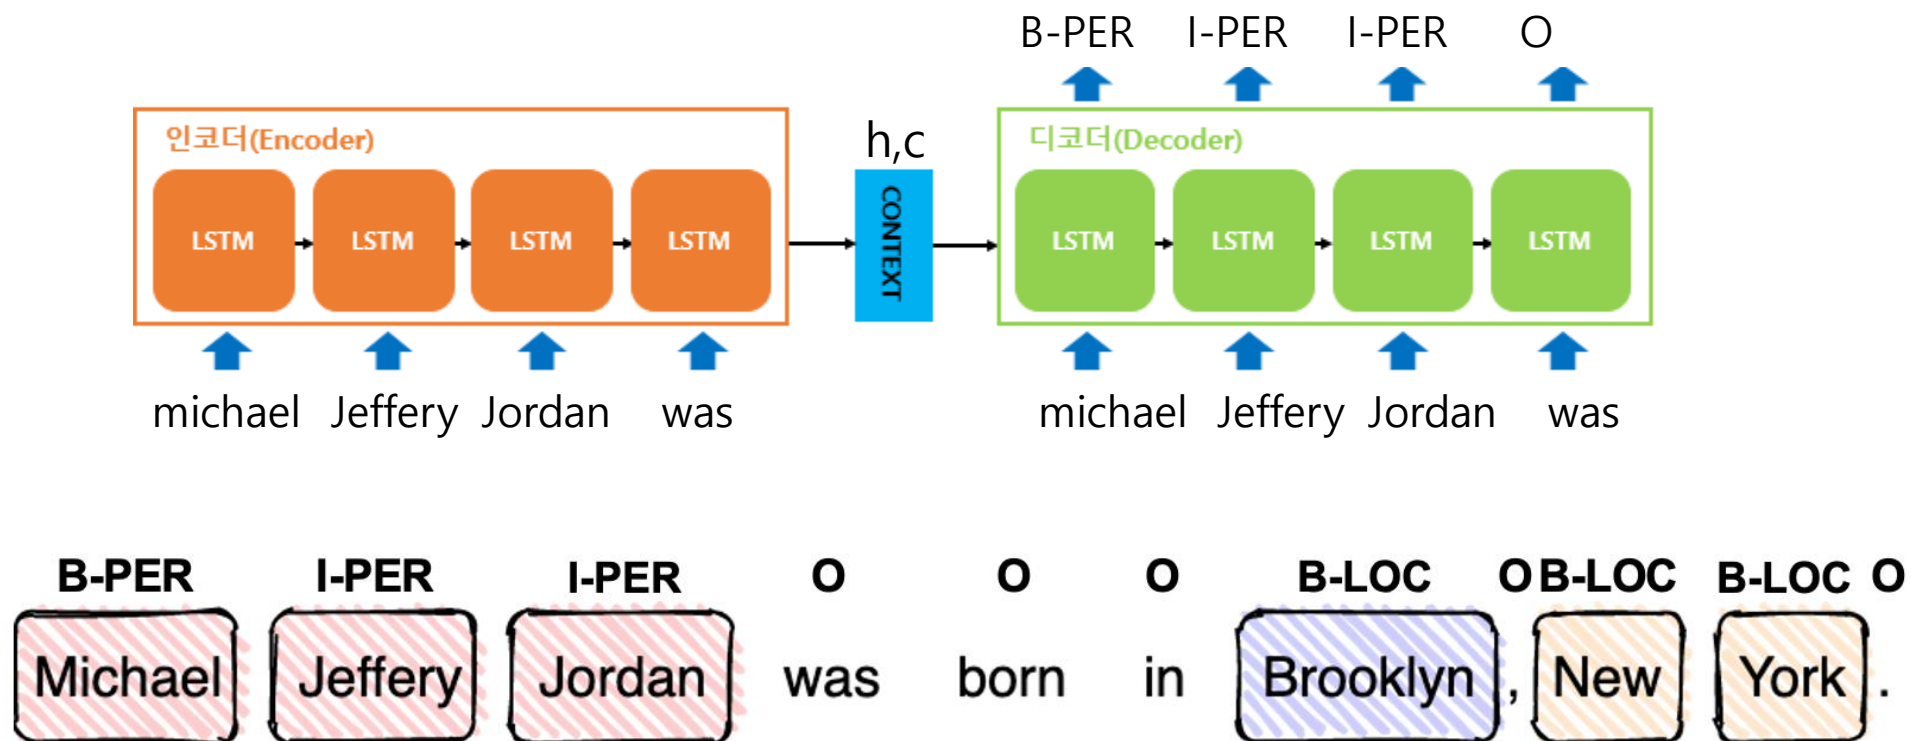 B-PER I-PER I-PER O
인코더(Encoder)
h,c
디코더(Decoder)
LSTM LSTM LSTM LSTM
CONTEXT
LSTM LSTM LSTM LSTM
michael Jeffery Jordan was
michael Jeffery Jordan was
B-PER I-PER I-PER O O O B-LOC O B-LOC B-LOC O
Michael Jeffery Jordan was born in Brooklyn , New York .